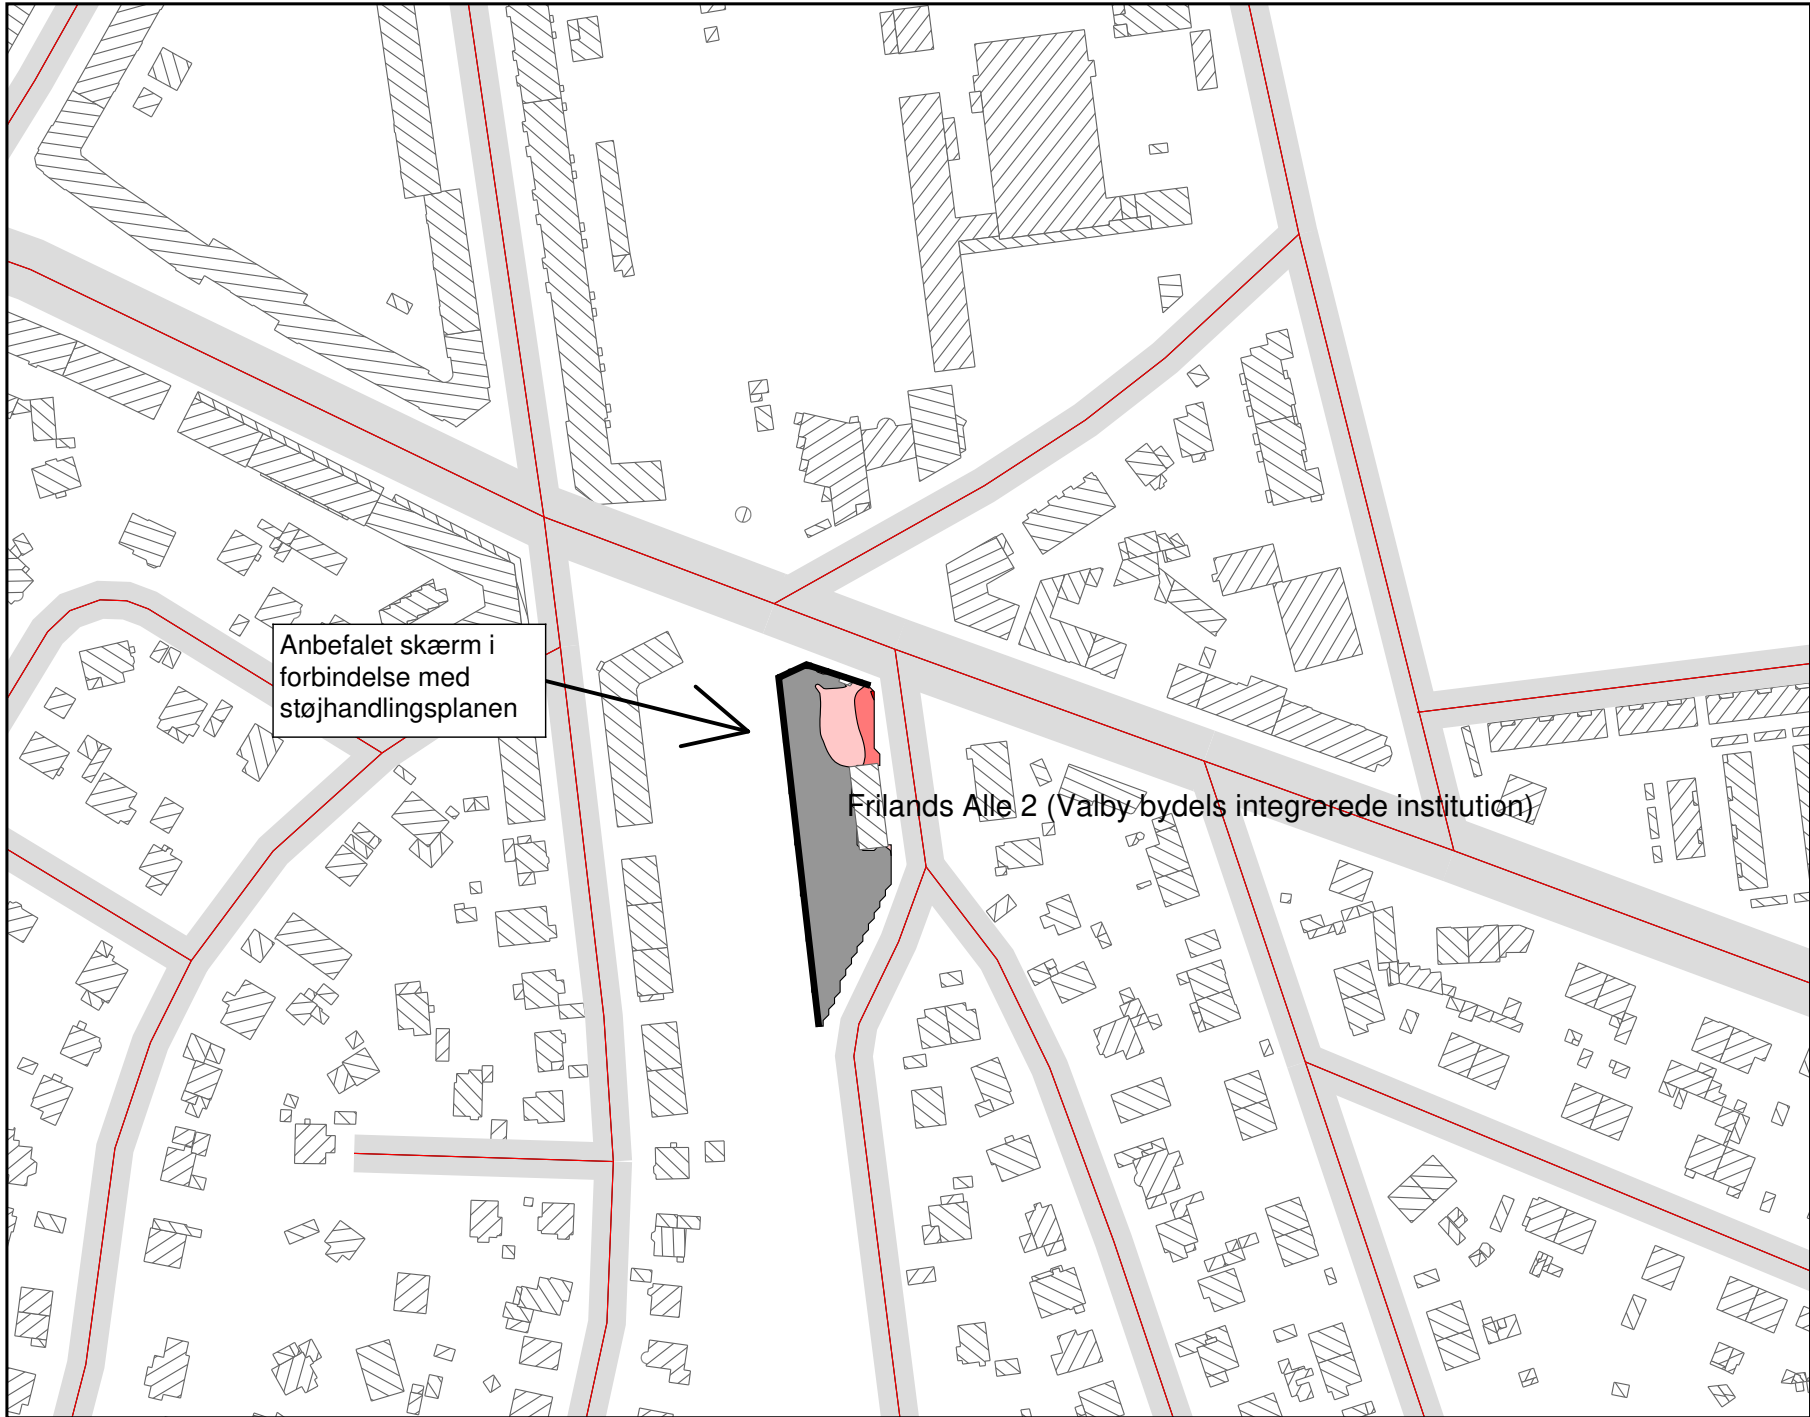 Anbefalet skærm i
forbindelse med
støjhandlingsplanen
Frilands Alle 2 (Valby bydels integrerede institution)